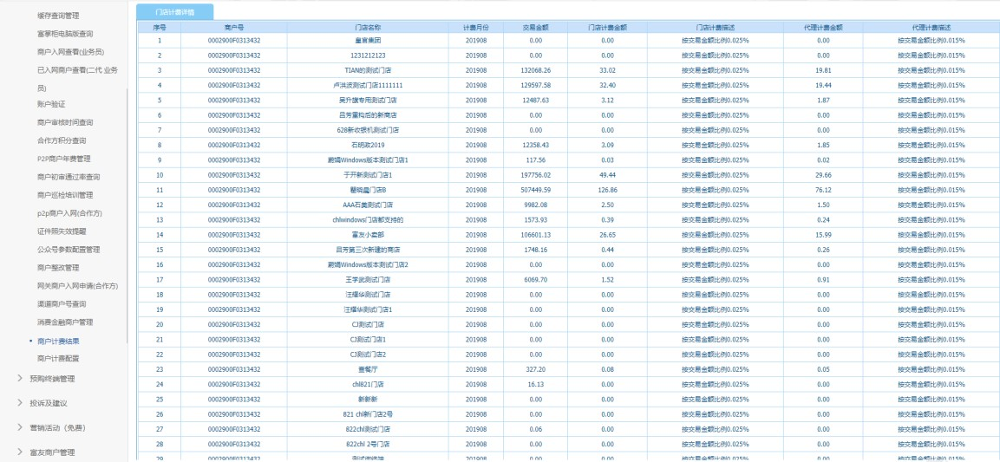 缓存查询管理
富掌柜电脑版查询
商户入网查看(业务员)
已入网商户查看(二代 业务
员)
账户验证
商户审核时间查询
合作方积分查询
P2P商户年费管理
商户初审通过率查询
商户巡检培训管理
p2p商户入网(合作方)
证件照失效提醒
公众号参数配置管理
商户整改管理
网关商户入网申请(合作方)
渠道商户号查询
消费金融商户管理
商户计费结果
商户计费配置
预购终端管理
投诉及建议
营销活动（免费）
富友商户管理
门店计费详情
序号 商户号 门店名称 计费月份 交易金额 门店计费金额 门店计费描述 代理计费金额 代理计费描述
1 0002900F0313432 皇官集团 201908 0.00 0.00 按交易金额比例0.025% 0.00 按交易金额比例0.015%
2 0002900F0313432 1231212123 201908 0.00 0.00 按交易金额比例0.025% 0.00 按交易金额比例0.015%
3 0002900F0313432 TIAN的测试门店 201908 132068.26 33.02 按交易金额比例0.025% 19.81 按交易金额比例0.015%
4 0002900F0313432 卢洪波测试门店1111111 201908 129597.58 32.40 按交易金额比例0.025% 19.44 按交易金额比例0.015%
5 0002900F0313432 吴升旗专用测试门店 201908 12487.63 3.12 按交易金额比例0.025% 1.87 按交易金额比例0.015%
6 0002900F0313432 吕芳重构后的新商店 201908 0.00 0.00 按交易金额比例0.025% 0.00 按交易金额比例0.015%
7 0002900F0313432 628新收银机测试门店 201908 0.00 0.00 按交易金额比例0.025% 0.00 按交易金额比例0.015%
8 0002900F0313432 石明政2019 201908 12358.43 3.09 按交易金额比例0.025% 1.85 按交易金额比例0.015%
9 0002900F0313432 Windows版本测试门店1 201908 117.56 0.03 按交易金额比例0.025% 0.02 按交易金额比例0.015%
10 0002900F0313432 于开新测试门店1 201908 197756.02 49.44 按交易金额比例0.025% 29.66 按交易金额比例0.015%
11 0002900F0313432 瞿明星门店B 201908 507449.59 126.86 按交易金额比例0.025% 76.12 按交易金额比例0.015%
12 0002900F0313432 AAA石美测试门店 201908 9982.08 2.50 按交易金额比例0.025% 1.50 按交易金额比例0.015%
13 0002900F0313432 chlwindows门店都支持的 201908 1573.93 0.39 按交易金额比例0.025% 0.24 按交易金额比例0.015%
14 0002900F0313432 富友小卖部 201908 106601.13 26.65 按交易金额比例0.025% 15.99 按交易金额比例0.015%
15 0002900F0313432 吕芳第三次新建的商店 201908 1748.16 0.44 按交易金额比例0.025% 0.26 按交易金额比例0.015%
16 0002900F0313432 Windows版本测试门店2 201908 0.00 0.00 按交易金额比例0.025% 0.00 按交易金额比例0.015%
17 0002900F0313432 王学武测试门店 201908 6069.70 1.52 按交易金额比例0.025% 0.91 按交易金额比例0.015%
18 0002900F0313432 汪耀华测试门店 201908 0.00 0.00 按交易金额比例0.025% 0.00 按交易金额比例0.015%
19 0002900F0313432 汪耀华测试门店1 201908 0.00 0.00 按交易金额比例0.025% 0.00 按交易金额比例0.015%
20 0002900F0313432 CJ测试门店 201908 0.00 0.00 按交易金额比例0.025% 0.00 按交易金额比例0.015%
21 0002900F0313432 CJ测试门店1 201908 0.00 0.00 按交易金额比例0.025% 0.00 按交易金额比例0.015%
22 0002900F0313432 CJ测试门店2 201908 0.00 0.00 按交易金额比例0.025% 0.00 按交易金额比例0.015%
23 0002900F0313432 壹餐厅 201908 327.20 0.08 按交易金额比例0.025% 0.05 按交易金额比例0.015%
24 0002900F0313432 chl821门店 201908 16.13 0.00 按交易金额比例0.025% 0.00 按交易金额比例0.015%
25 0002900F0313432 新新新 201908 0.00 0.00 按交易金额比例0.025% 0.00 按交易金额比例0.015%
26 0002900F0313432 821 chl新门店2号 201908 0.00 0.00 按交易金额比例0.025% 0.00 按交易金额比例0.015%
27 0002900F0313432 822chl测试门店 201908 0.06 0.00 按交易金额比例0.025% 0.00 按交易金额比例0.015%
28 0002900F0313432 822chl 2号门店 201908 0.00 0.00 按交易金额比例0.025% 0.00 按交易金额比例0.015%
29 0002900F0313432 201908 0.00 0.00 按交易金额比例0.025% 0.00 按交易金额比例0.015%